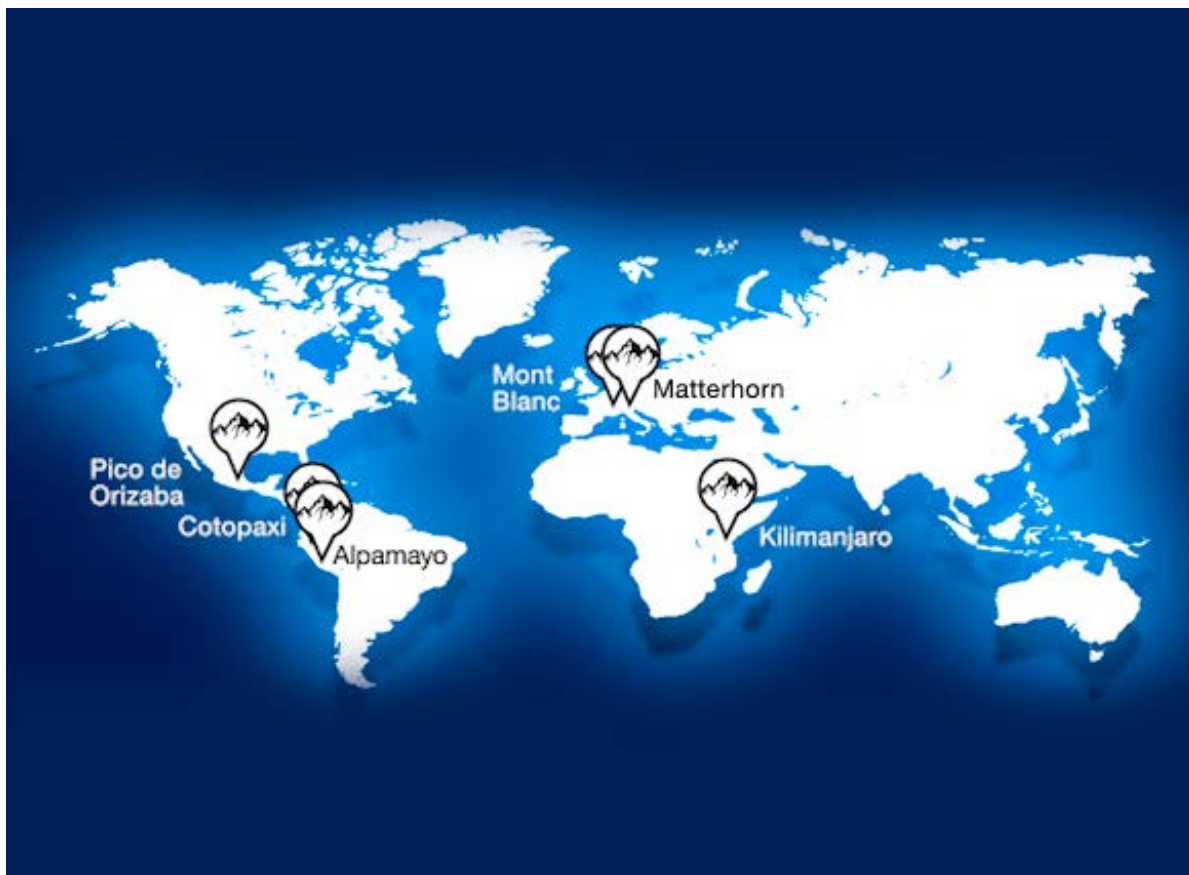 Mont
Blanc
Matterhorn
Pico de
Orizaba
Cotopaxi
Alpamayo
Kilimanjaro